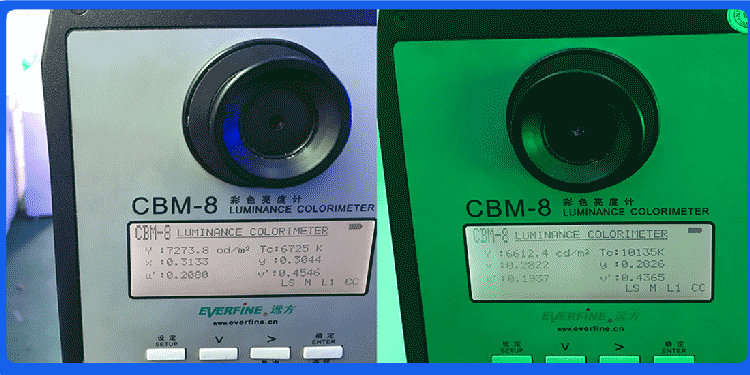 CBM-8 彩色亮度计
LUMINANCE COLORIMETER
CBM-8 LUMINANCE COLORIMETER
Y :7273.8 cd/m² Tc:6725 K
x :0.3133 y :0.3044
u':0.2080 v':0.4546
LS M L1 CC
EVERFINE® 远方
www.everfine.cn
设定
SETUP
∨
>
确定
ENTER
CBM-8 彩色亮度计
LUMINANCE COLORIMETER
CBM-8 LUMINANCE COLORIMETER
Y :6612.4 cd/m² Tc:10135K
x :0.2822 y :0.2826
u':0.1937 v':0.4365
LS M L1 CC
EVERFINE® 远方
www.everfine.cn
设定
SETUP
∨
>
确定
ENTER